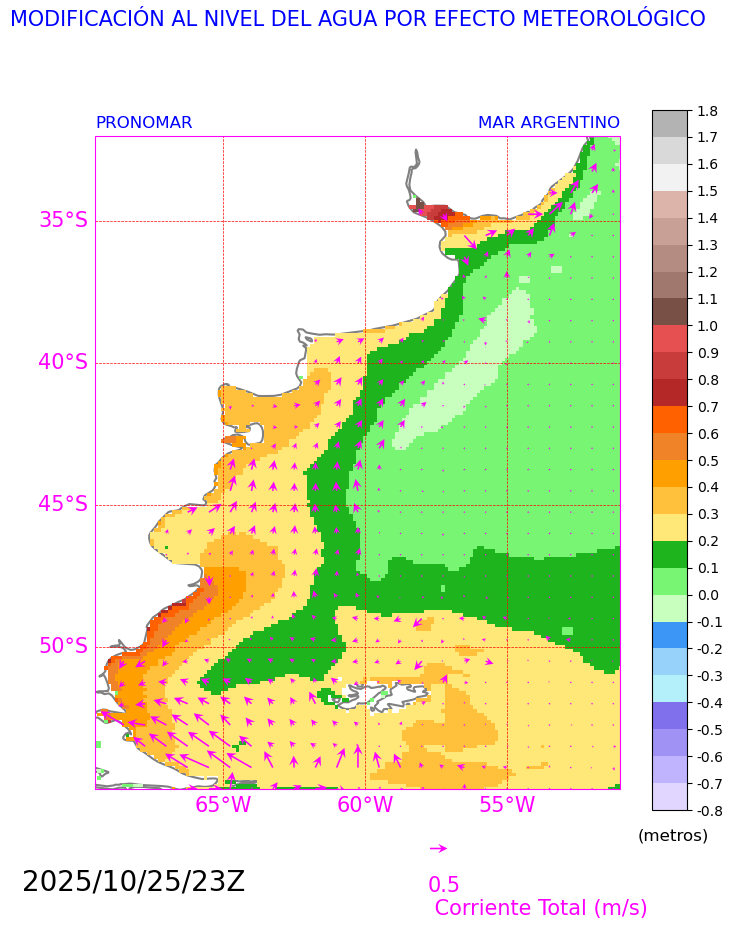 MODIFICACIÓN AL NIVEL DEL AGUA POR EFECTO METEOROLÓGICO
PRONOMAR MAR ARGENTINO
35°S
40°S
45°S
50°S
65°W 60°W 55°W
1.8
1.7
1.6
1.5
1.4
1.3
1.2
1.1
1.0
0.9
0.8
0.7
0.6
0.5
0.4
0.3
0.2
0.1
0.0
-0.1
-0.2
-0.3
-0.4
-0.5
-0.6
-0.7
-0.8
(metros)
2025/10/25/23Z
0.5
Corriente Total (m/s)